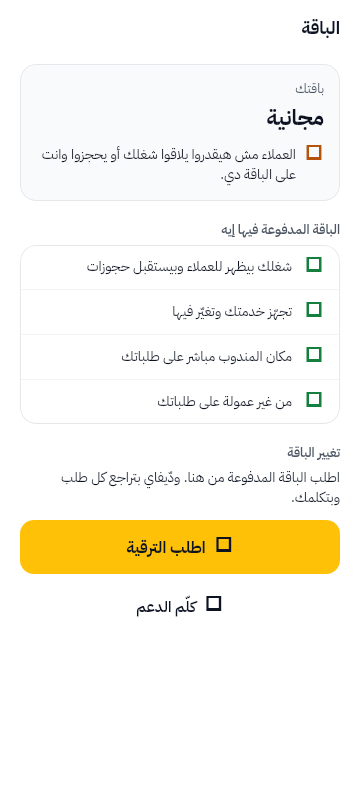 الباقة
باقتك
مجانية
العملاء مش هيقدروا يلاقوا شغلك أو يحجزوا وانت
على الباقة دي.
الباقة المدفوعة فيها إيه
شغلك بيظهر للعملاء وبيستقبل حجوزات
تجهّز خدمتك وتغيّر فيها
مكان المندوب مباشر على طلباتك
من غير عمولة على طلباتك
تغيير الباقة
اطلب الباقة المدفوعة من هنا. ودٌيفاي بتراجع كل طلب
وبتكلمك.
اطلب الترقية
كلّم الدعم